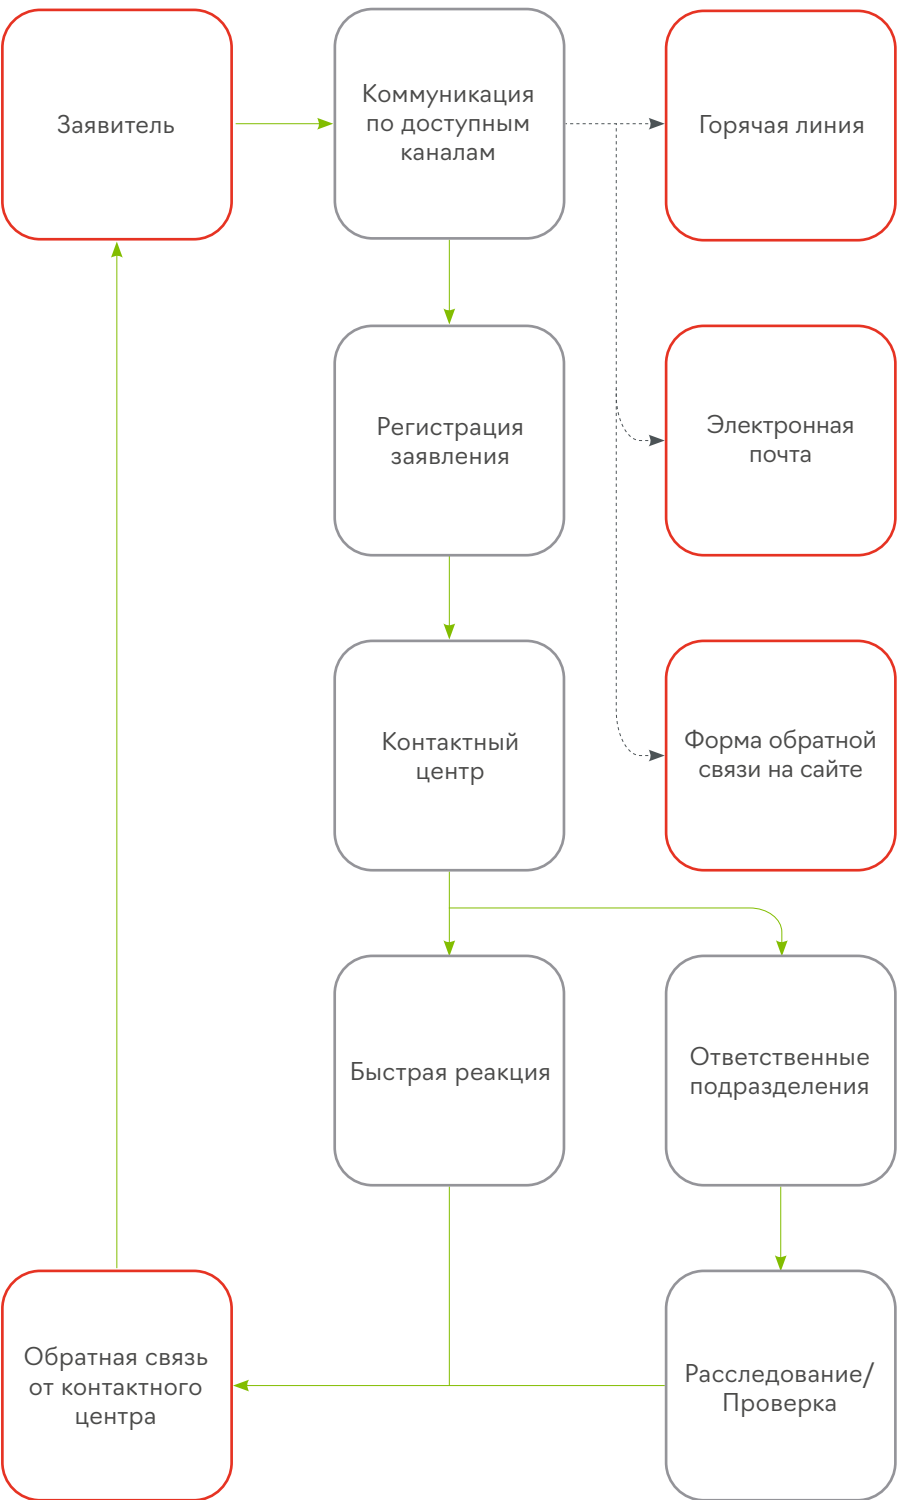 Заявитель
Коммуникация
по доступным
каналам
Горячая линия
Регистрация
заявления
Электронная
почта
Контактный
центр
Форма обратной
связи на сайте
Быстрая реакция
Ответственные
подразделения
Обратная связь
от контактного
центра
Расследование/
Проверка